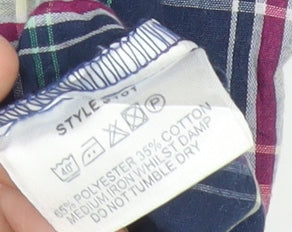 STYLE
40
P
65% POLYESTER 35% COTTON
MEDIUM IRON WHILST DAMP
DO NOT TUMBLE DRY